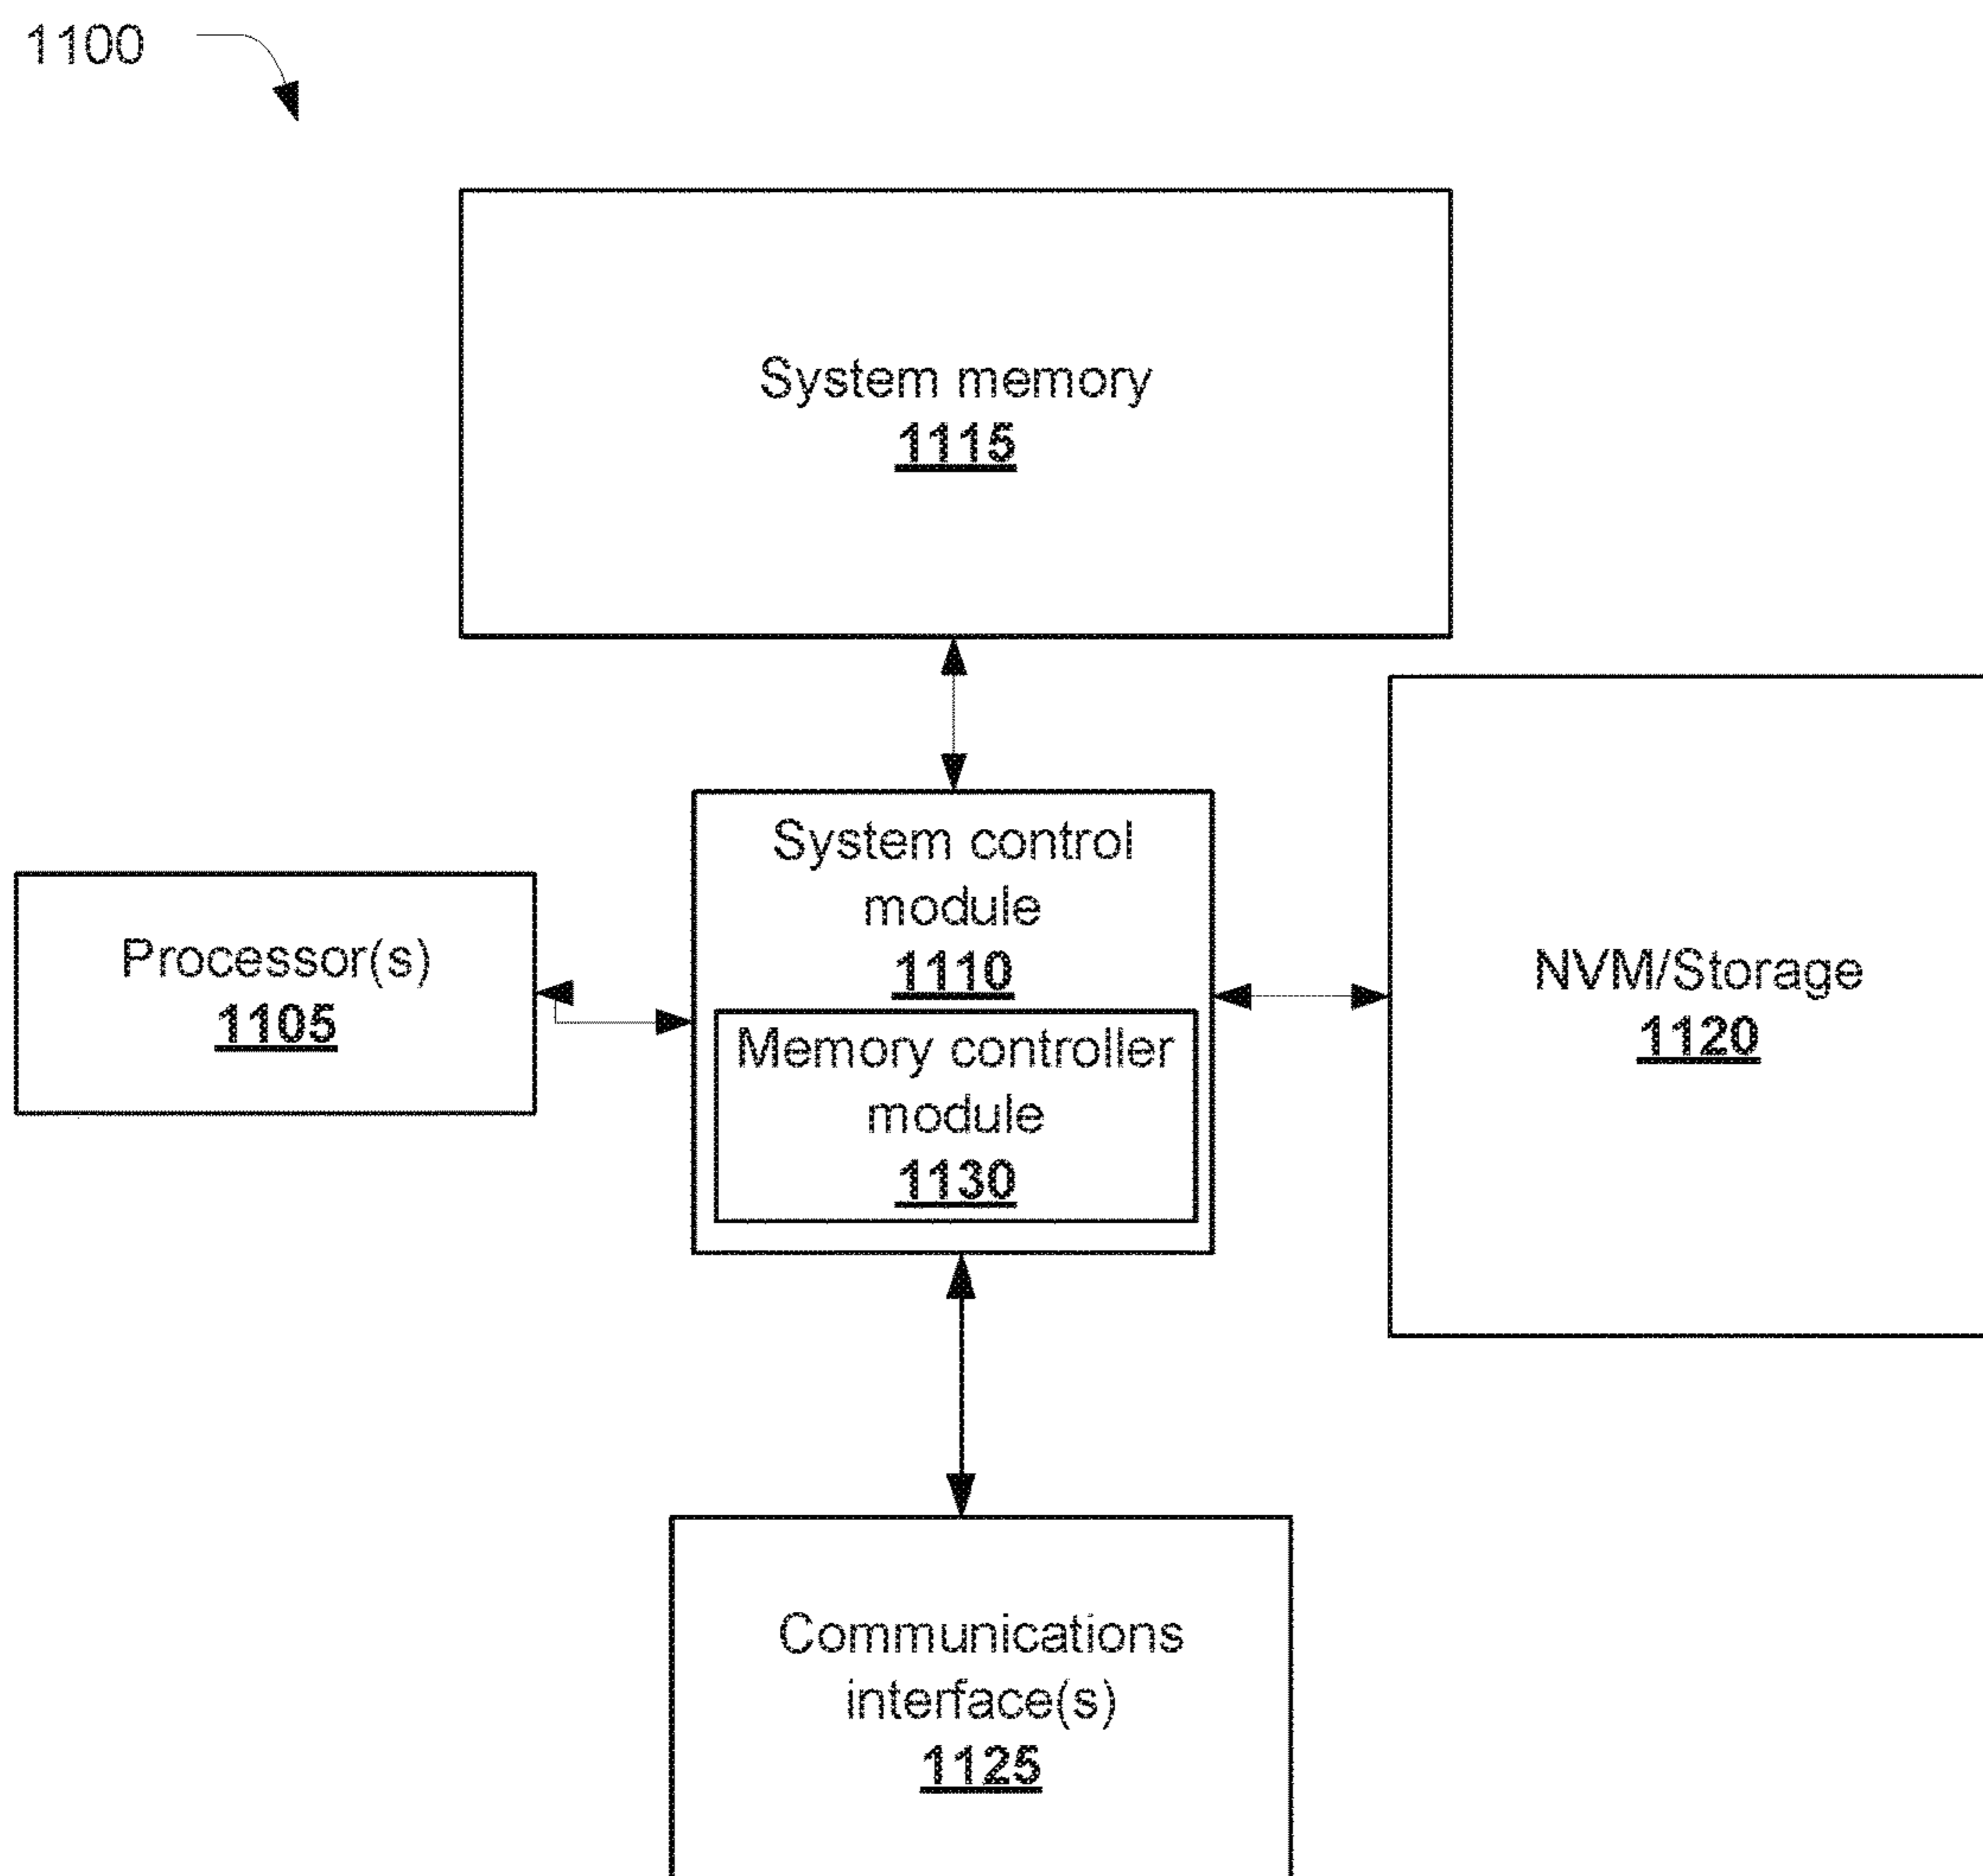 1100
System memory
1115
System control
module
1110
Processor(s)
1105
NVM/Storage
1120
Memory controller
module
1130
Communications
interface(s)
1125